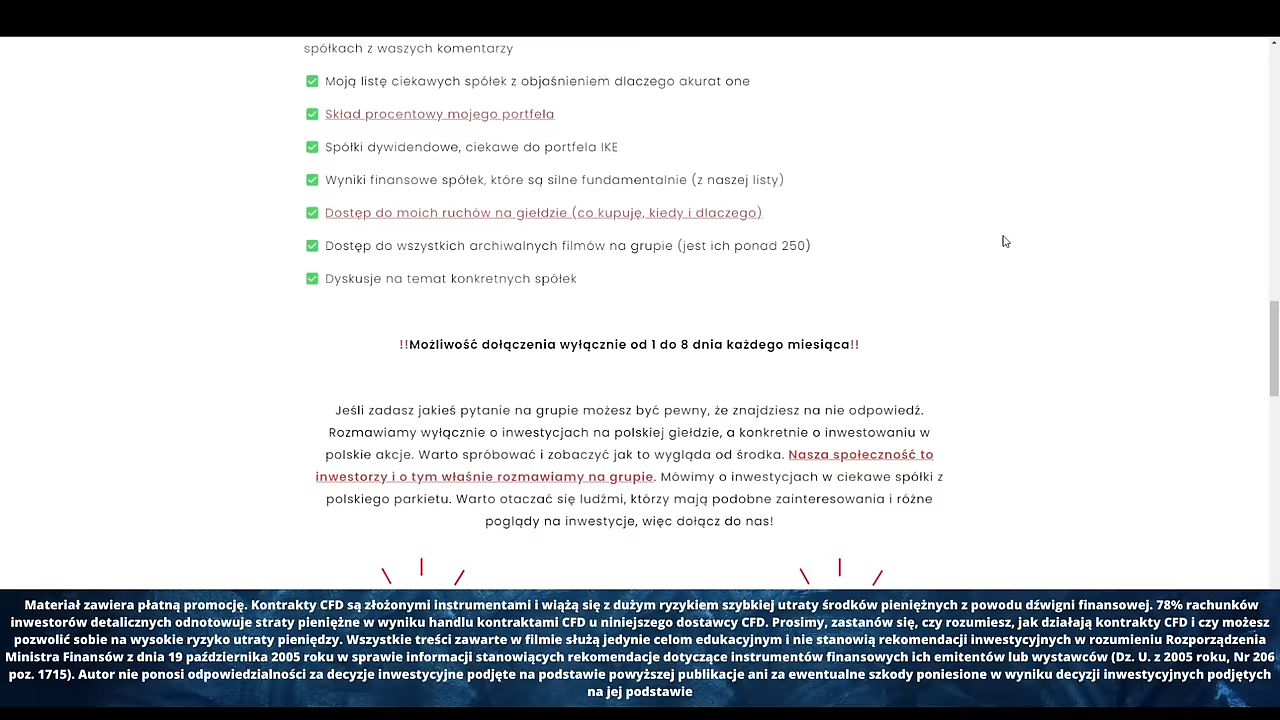 spółkach z waszych komentarzy
Moją listę ciekawych spółek z objaśnieniem dlaczego akurat one
Skład procentowy mojego portfela
Spółki dywidendowe, ciekawe do portfela IKE
Wyniki finansowe spółek, które są silne fundamentalnie (z naszej listy)
Dostęp do moich ruchów na giełdzie (co kupuję, kiedy i dlaczego)
Dostęp do wszystkich archiwalnych filmów na grupie (jest ich ponad 250)
Dyskusje na temat konkretnych spółek
!!Możliwość dołączenia wyłącznie od 1 do 8 dnia każdego miesiąca!!
Jeśli zadasz jakieś pytanie na grupie możesz być pewny, że znajdziesz na nie odpowiedź.
Rozmawiamy wyłącznie o inwestycjach na polskiej giełdzie, a konkretnie o inwestowaniu w
polskie akcje. Warto spróbować i zobaczyć jak to wygląda od środka. Nasza społeczność to
inwestorzy i o tym właśnie rozmawiamy na grupie. Mówimy o inwestycjach w ciekawe spółki z
polskiego parkietu. Warto otaczać się ludźmi, którzy mają podobne zainteresowania i różne
poglądy na inwestycje, więc dołącz do nas!
Materiał zawiera płatną promocję. Kontrakty CFD są złożonymi instrumentami i wiążą się z dużym ryzykiem szybkiej utraty środków pieniężnych z powodu dźwigni finansowej. 78% rachunków
inwestorów detalicznych odnotowuje straty pieniężne w wyniku handlu kontraktami CFD u niniejszego dostawcy CFD. Prosimy, zastanów się, czy rozumiesz, jak działają kontrakty CFD i czy możesz
pozwolić sobie na wysokie ryzyko utraty pieniędzy. Wszystkie treści zawarte w filmie służą jedynie celom edukacyjnym i nie stanowią rekomendacji inwestycyjnych w rozumieniu Rozporządzenia
Ministra Finansów z dnia 19 października 2005 roku w sprawie informacji stanowiących rekomendacje dotyczące instrumentów finansowych ich emitentów lub wystawców (Dz. U. z 2005 roku, Nr 206
poz. 1715). Autor nie ponosi odpowiedzialności za decyzje inwestycyjne podjęte na podstawie powyższej publikacje ani za ewentualne szkody poniesione w wyniku decyzji inwestycyjnych podjętych
na jej podstawie